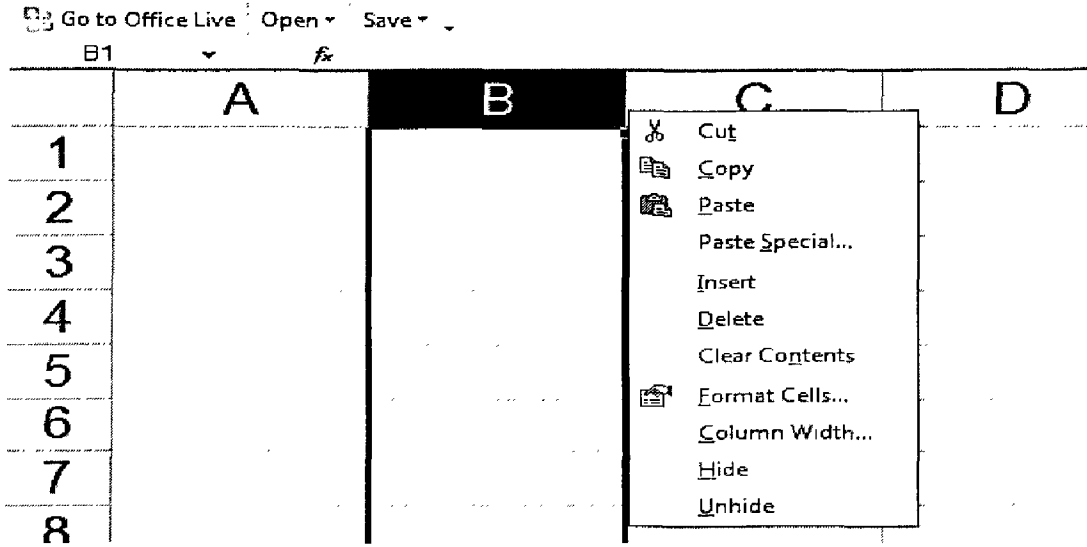 Go to Office Live Open Save
B1 fx
A B C D
1 Cut
Copy
2 Paste
3 Paste Special...
Insert
4 Delete
5 Clear Contents
6 Format Cells...
Column Width...
7 Hide
8 Unhide